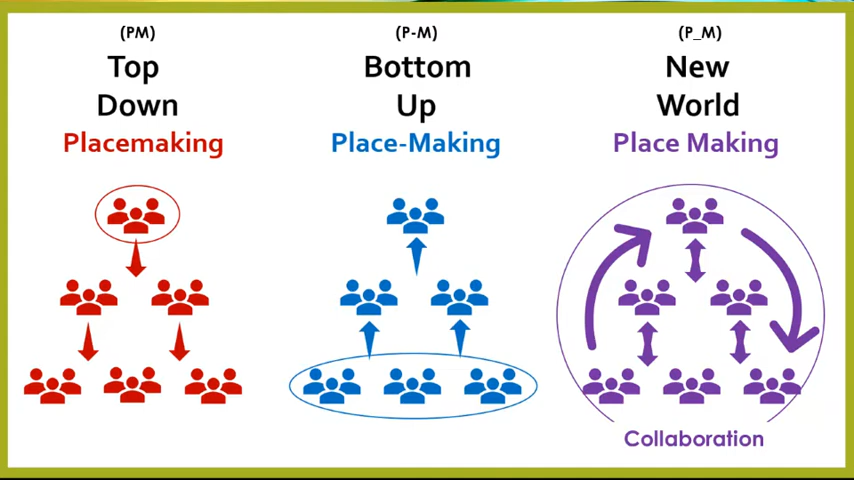 (PM)
Top
Down
Placemaking
(P-M)
Bottom
Up
Place-Making
(P_M)
New
World
Place Making
Collaboration